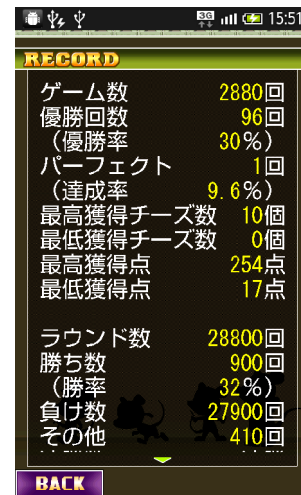 3G 15:51
RECORD
ゲーム数 2880回
優勝回数 96回
(優勝率 30%)
パーフェクト 1回
(達成率 9.6%)
最高獲得チーズ数 10個
最低獲得チーズ数 0個
最高獲得点 254点
最低獲得点 17点
ラウンド数 28800回
勝ち数 900回
(勝率 32%)
負け数 27900回
その他 410回
BACK